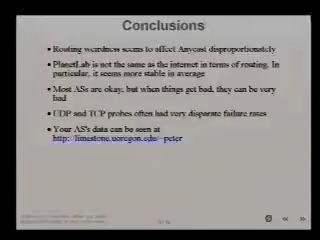 Conclusions
• Routing weirdness seems to affect Anycast disproportionately
• PlanetLab is not the same as the internet in terms of routing. In
particular, it seems more stable in average
• Most ASs are okay, but when things get bad, they can be very
bad
• UDP and TCP probes often had very disparate failure rates
• Your AS's data can be seen at
http://limestone.uoregon.edu/~peter